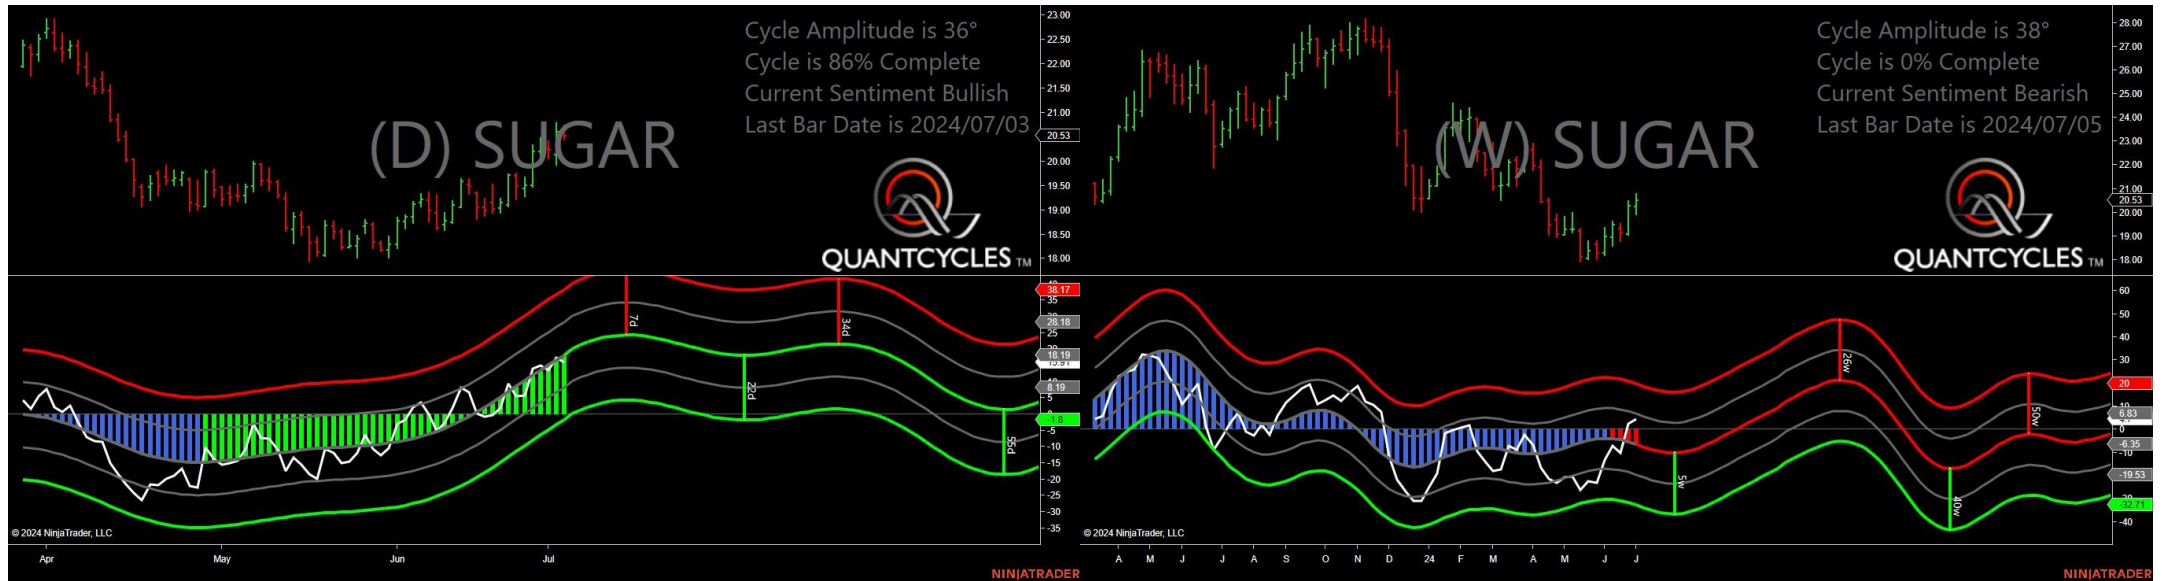 Cycle Amplitude is 36°
Cycle is 86% Complete
Current Sentiment Bullish
Last Bar Date is 2024/07/03
(D) SUGAR
QUANTCYCLES TM
23.00
22.50
22.00
21.50
21.00
20.53
20.00
19.50
19.00
18.50
18.00
38.17
35
28.18
25
18.19
8.19
5
0
-1.8
-5
-10
-15
-20
-25
-30
-35
7d
22d
34d
55d
© 2024 NinjaTrader, LLC
Apr
May
Jun
Jul
NINJATRADER
Cycle Amplitude is 38°
Cycle is 0% Complete
Current Sentiment Bearish
Last Bar Date is 2024/07/05
(W) SUGAR
QUANTCYCLES TM
28.00
27.00
26.00
25.00
24.00
23.00
22.00
21.00
20.53
20.00
19.00
18.00
60
50
40
30
20
10
6.83
0
-6.35
-10
-19.53
-32.71
-40
5w
26w
40w
50w
© 2024 NinjaTrader, LLC
A M J J A S O N D 24 F M A M J J
NINJATRADER